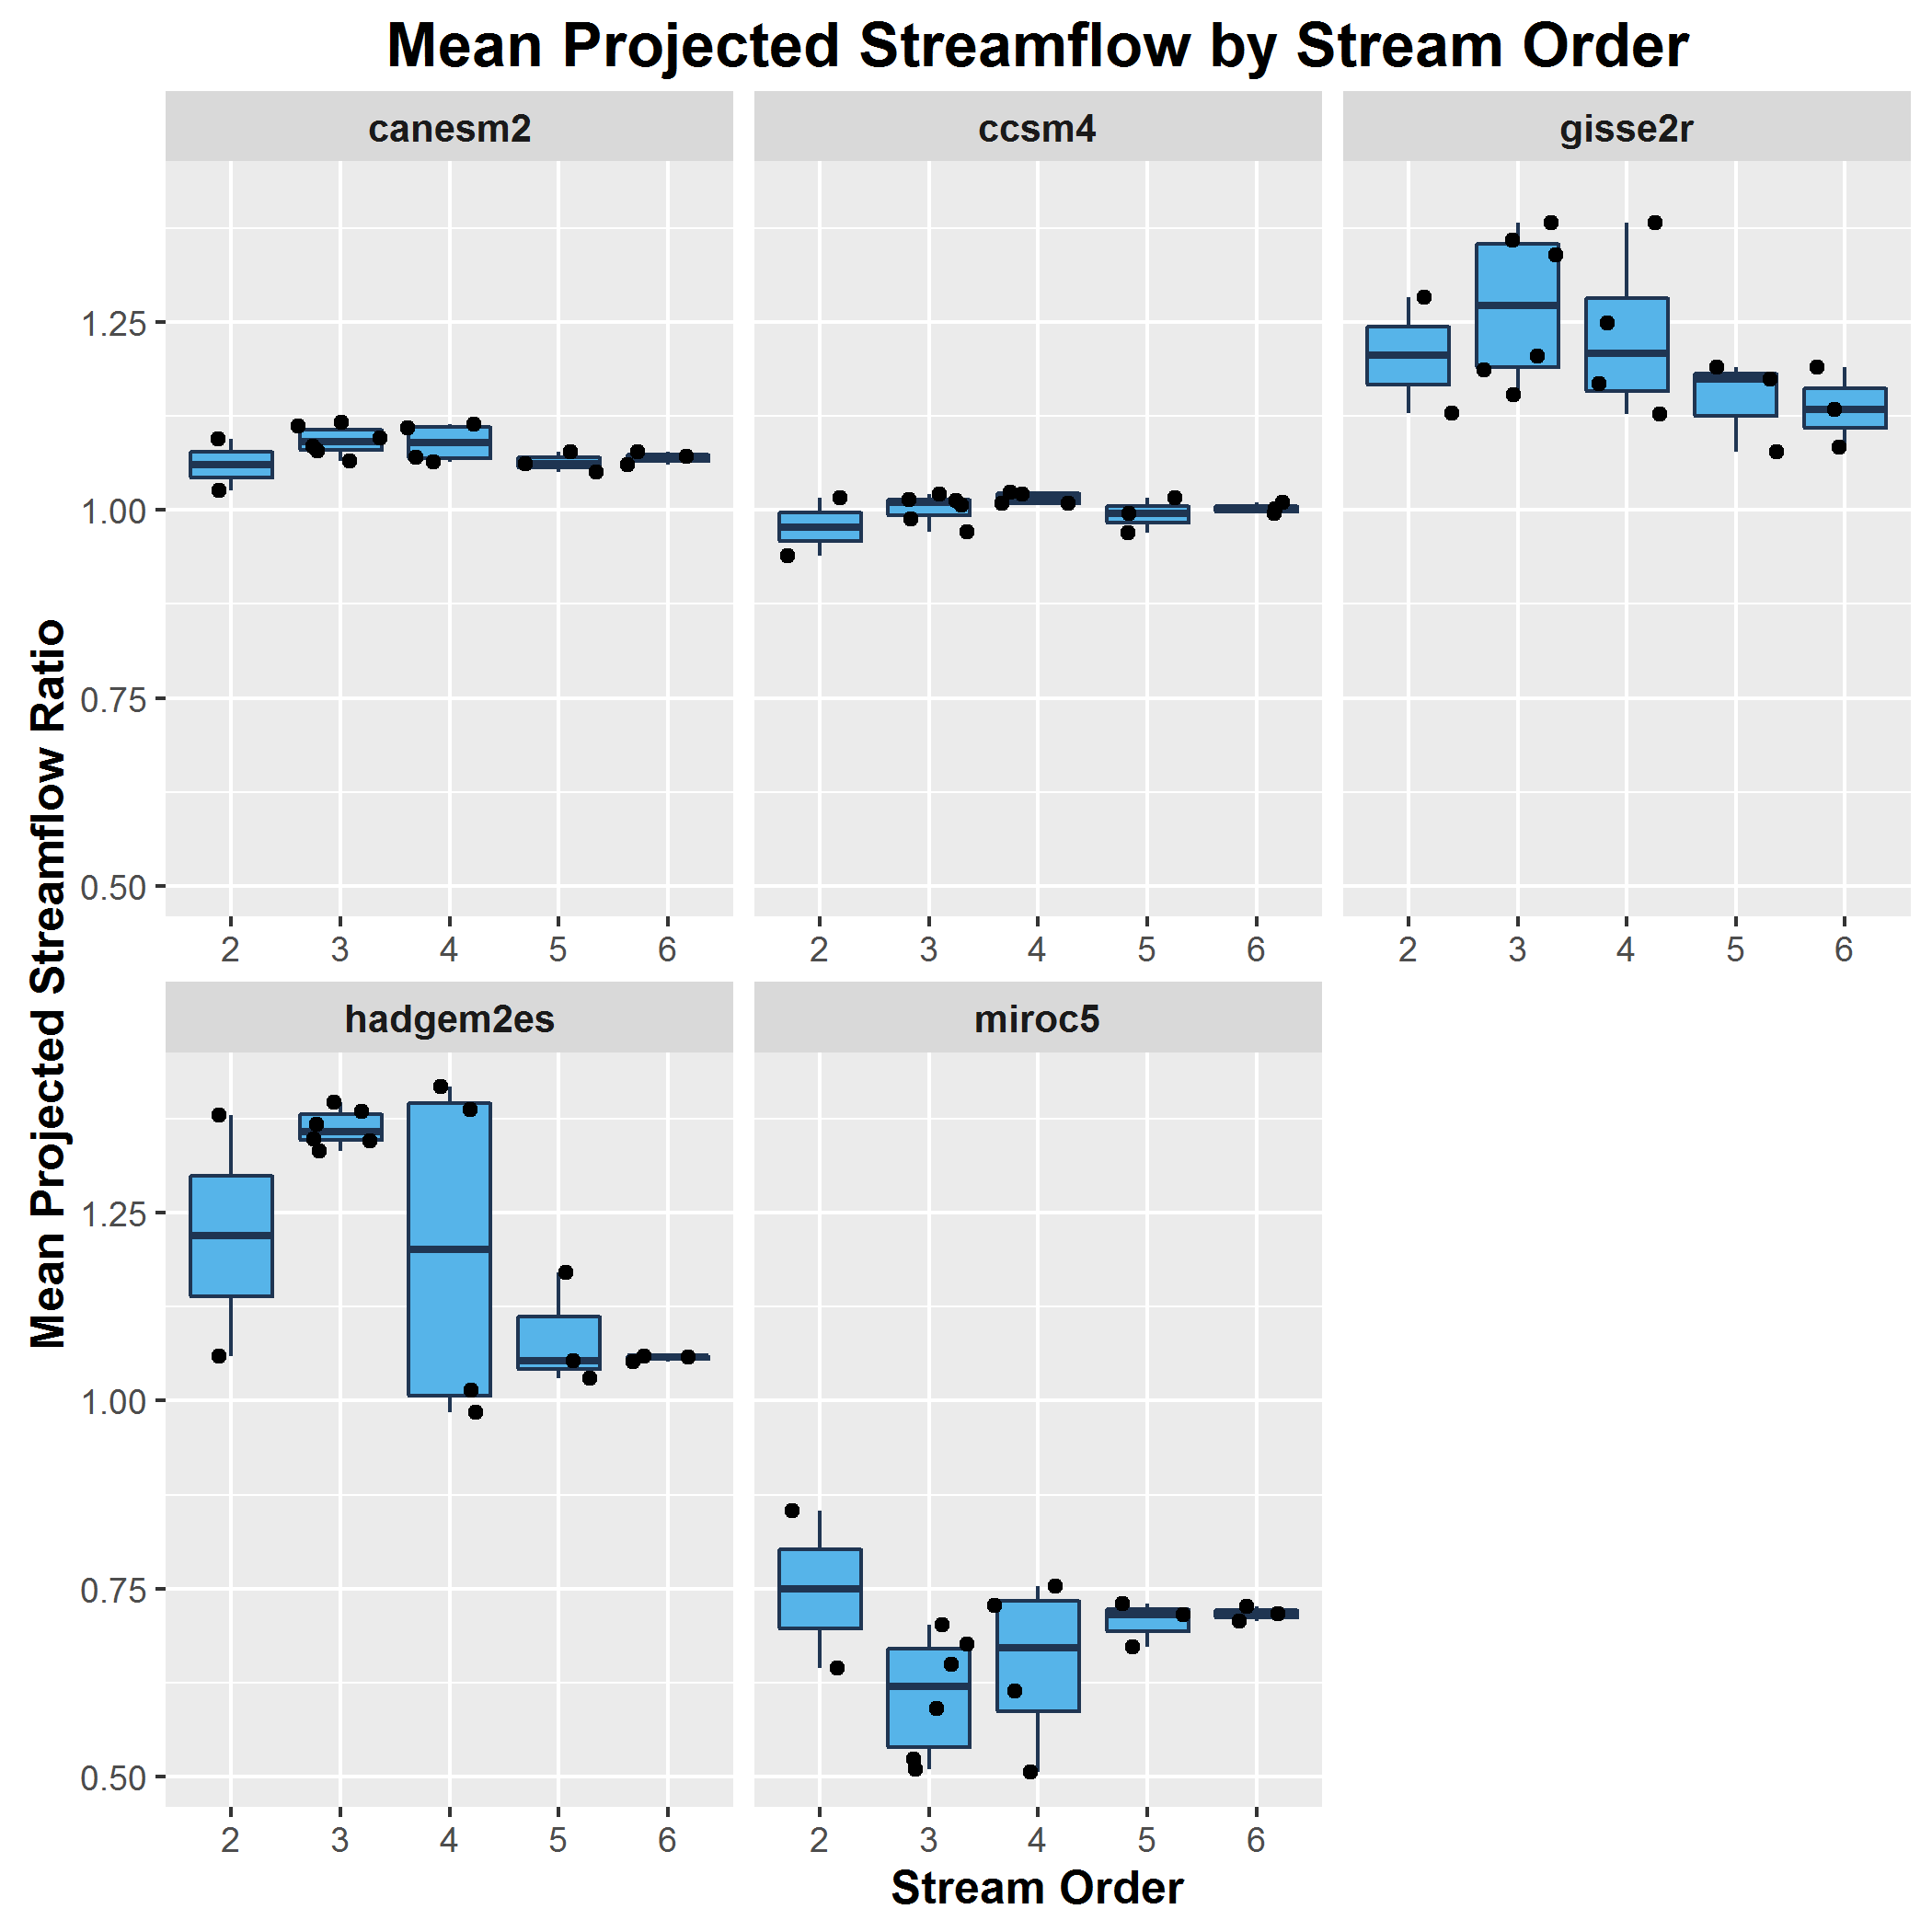 Mean Projected Streamflow by Stream Order
canesm2
ccsm4
gisse2r
1.25
1.00
0.75
0.50
2 3 4 5 6
2 3 4 5 6
2 3 4 5 6
hadgem2es
miroc5
1.25
1.00
0.75
0.50
2 3 4 5 6
2 3 4 5 6
Mean Projected Streamflow Ratio
Stream Order